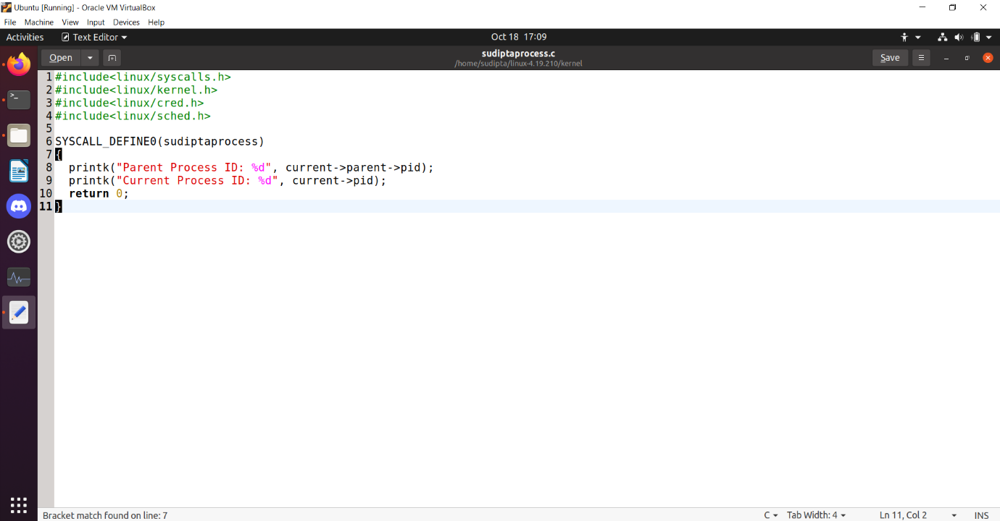 Ubuntu [Running] - Oracle VM VirtualBox
File Machine View Input Devices Help
Activities Text Editor Oct 18 17:09
Open sudiptaprocess.c Save
/home/sudipta/linux-4.19.210/kernel
1 #include<linux/syscalls.h>
2 #include<linux/kernel.h>
3 #include<linux/cred.h>
4 #include<linux/sched.h>
5
6 SYSCALL_DEFINE0(sudiptaprocess)
7 {
8   printk("Parent Process ID: %d", current->parent->pid);
9   printk("Current Process ID: %d", current->pid);
10   return 0;
11 }
Bracket match found on line: 7 C Tab Width: 4 Ln 11, Col 2 INS